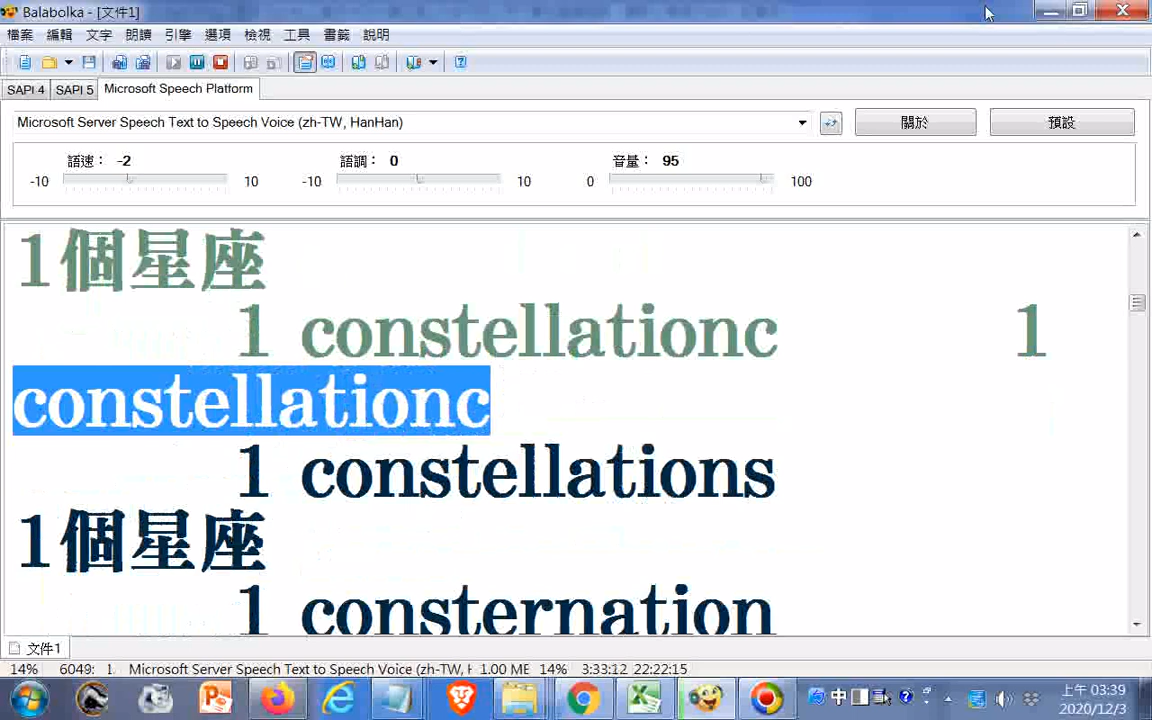 Balabolka - [文件1]
檔案 編輯 文字 朗讀 引擎 選項 檢視 工具 書籤 說明
SAPI 4 SAPI 5 Microsoft Speech Platform
Microsoft Server Speech Text to Speech Voice (zh-TW, HanHan) 關於 預設
語速： -2 語調： 0 音量： 95
-10 10 -10 10 0 100
1個星座
1 constellationc 1
constellationc
1 constellations
1個星座
1 consternation
文件1
14% 6049: 1. Microsoft Server Speech Text to Speech Voice (zh-TW, 1.00 ME 14% 3:33:12 22:22:15
中 上午 03:39
2020/12/3